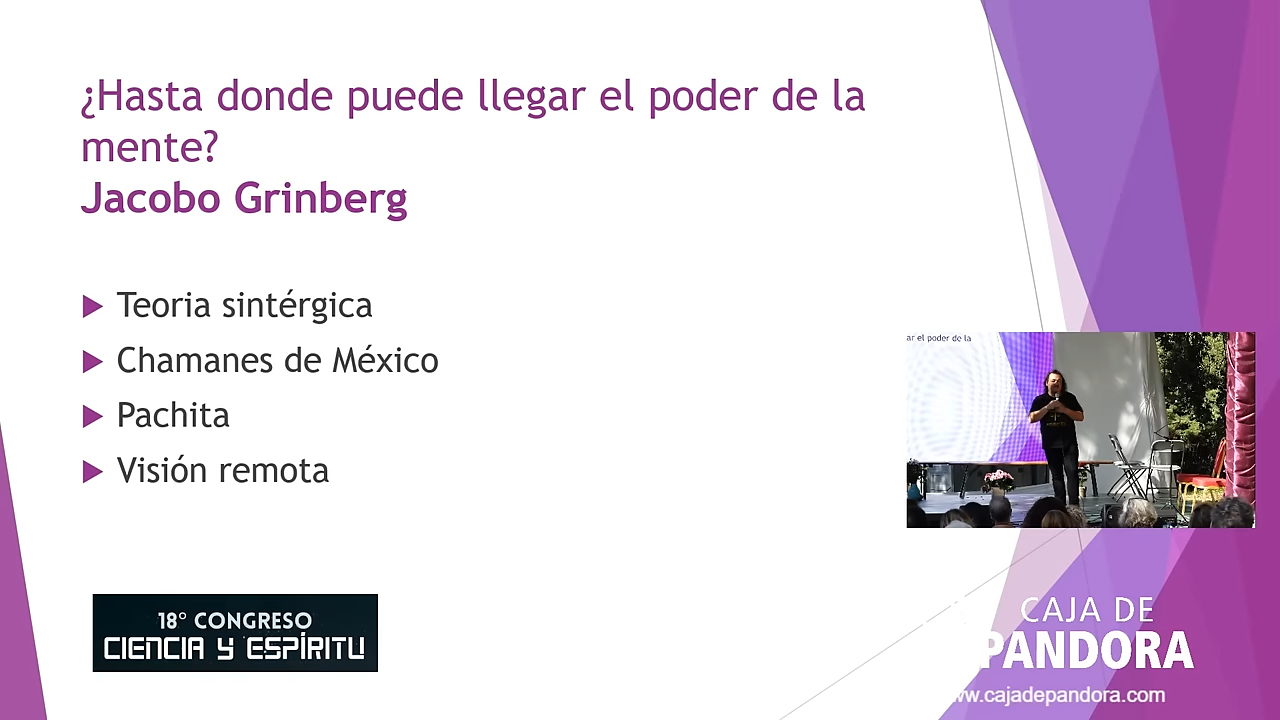 ¿Hasta donde puede llegar el poder de la
mente?
Jacobo Grinberg
Teoria sintérgica
Chamanes de México
Pachita
Visión remota
ar el poder de la
18° CONGRESO
CIENCIA Y ESPÍRITU
CAJA DE
PANDORA
www.cajadepandora.com